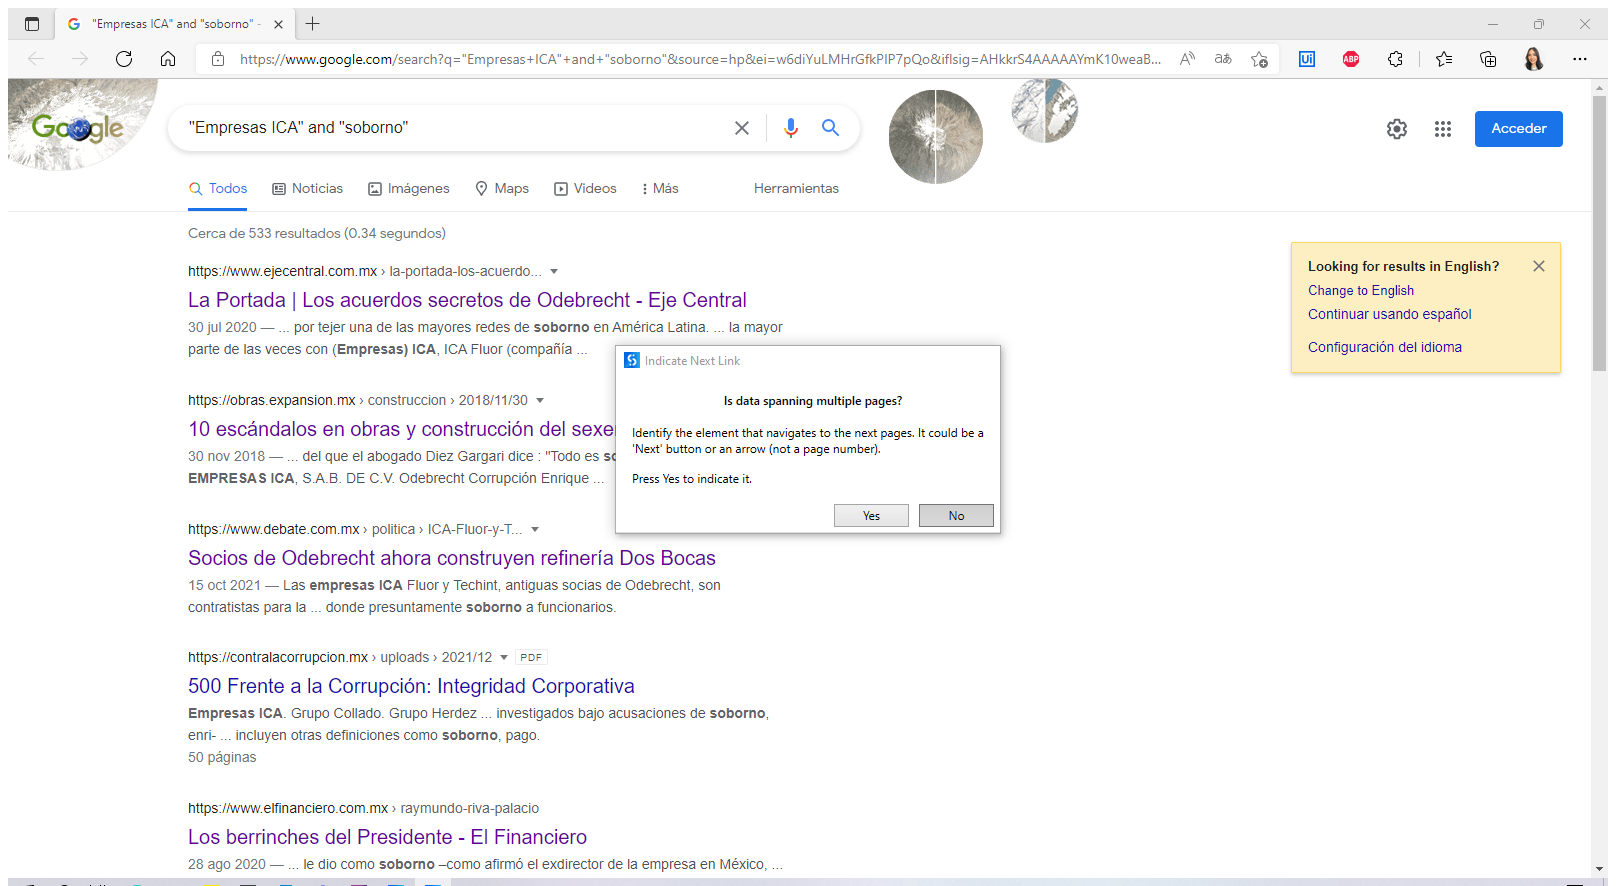 "Empresas ICA" and "soborno" -
https://www.google.com/search?q="Empresas+ICA"+and+"soborno"&source=hp&ei=w6diYuLMHrGfkPIP7pQo&iflsig=AHkkrS4AAAAAYmK10weaB...
Ui
ABP
Google
"Empresas ICA" and "soborno"
Acceder
Todos Noticias Imágenes Maps Videos Más Herramientas
Cerca de 533 resultados (0.34 segundos)
https://www.ejecentral.com.mx › la-portada-los-acuerdo...
La Portada | Los acuerdos secretos de Odebrecht - Eje Central
30 jul 2020 — ... por tejer una de las mayores redes de soborno en América Latina. ... la mayor
parte de las veces con (Empresas) ICA, ICA Fluor (compañía ...
https://obras.expansion.mx › construccion › 2018/11/30
10 escándalos en obras y construcción del sexe
30 nov 2018 — ... del que el abogado Diez Gargari dice : "Todo es so
EMPRESAS ICA, S.A.B. DE C.V. Odebrecht Corrupción Enrique ...
https://www.debate.com.mx › politica › ICA-Fluor-y-T...
Socios de Odebrecht ahora construyen refinería Dos Bocas
15 oct 2021 — Las empresas ICA Fluor y Techint, antiguas socias de Odebrecht, son
contratistas para la ... donde presuntamente soborno a funcionarios.
https://contralacorrupcion.mx › uploads › 2021/12 PDF
500 Frente a la Corrupción: Integridad Corporativa
Empresas ICA. Grupo Collado. Grupo Herdez ... investigados bajo acusaciones de soborno,
enri- ... incluyen otras definiciones como soborno, pago.
50 páginas
https://www.elfinanciero.com.mx › raymundo-riva-palacio
Los berrinches del Presidente - El Financiero
28 ago 2020 — ... le dio como soborno –como afirmó el exdirector de la empresa en México, ...
Looking for results in English?
Change to English
Continuar usando español
Configuración del idioma
Indicate Next Link
Is data spanning multiple pages?
Identify the element that navigates to the next pages. It could be a
'Next' button or an arrow (not a page number).
Press Yes to indicate it.
Yes No